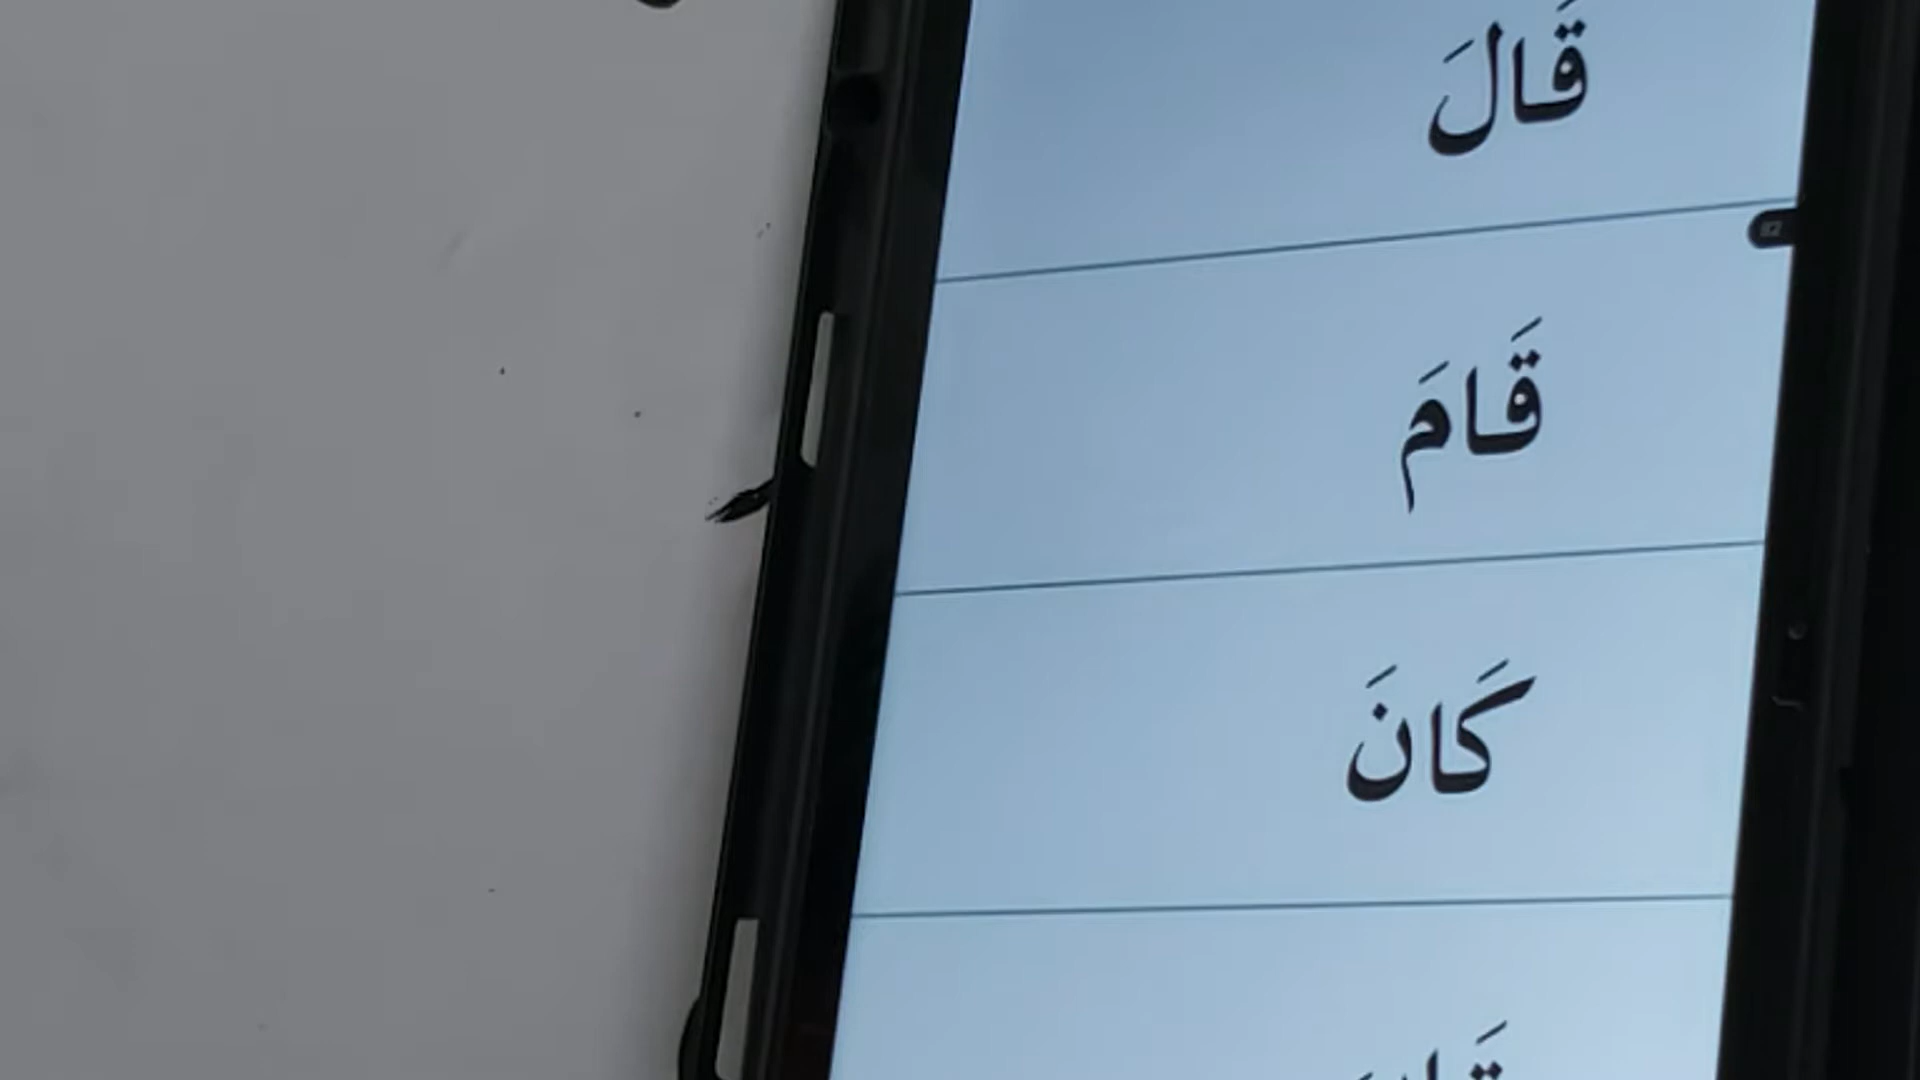 قَالَ
قَامَ
كَانَ